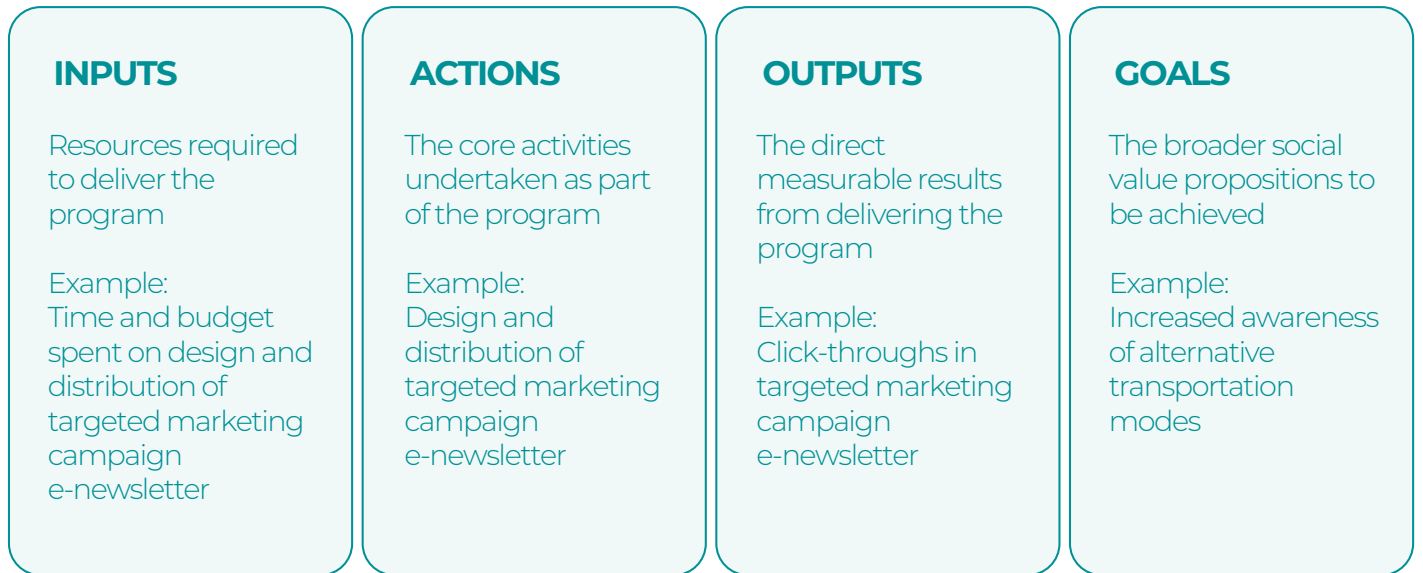 INPUTS
Resources required
to deliver the
program
Example:
Time and budget
spent on design and
distribution of
targeted marketing
campaign
e-newsletter
ACTIONS
The core activities
undertaken as part
of the program
Example:
Design and
distribution of
targeted marketing
campaign
e-newsletter
OUTPUTS
The direct
measurable results
from delivering the
program
Example:
Click-throughs in
targeted marketing
campaign
e-newsletter
GOALS
The broader social
value propositions to
be achieved
Example:
Increased awareness
of alternative
transportation
modes